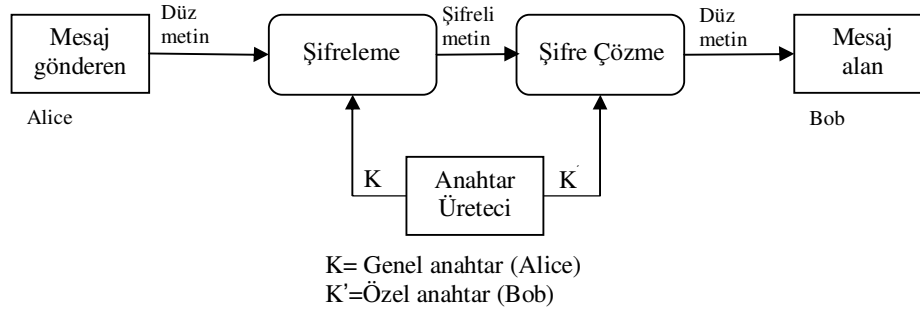 Mesaj
gönderen
Düz
metin
Şifreleme
Şifreli
metin
Şifre Çözme
Düz
metin
Mesaj
alan
Alice
Bob
K
Anahtar
Üreteci
K'
K= Genel anahtar (Alice)
K’=Özel anahtar (Bob)